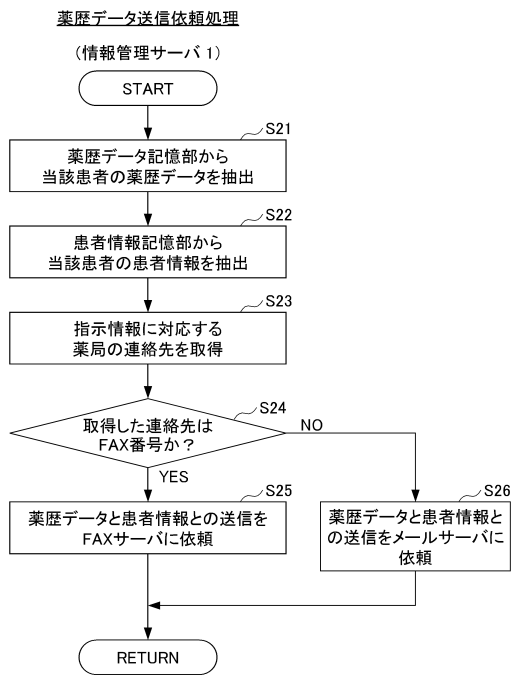 薬歴データ送信依頼処理
（情報管理サーバ1）
START
S21
薬歴データ記憶部から
当該患者の薬歴データを抽出
S22
患者情報記憶部から
当該患者の患者情報を抽出
S23
指示情報に対応する
薬局の連絡先を取得
S24
取得した連絡先は
FAX番号か？
NO
YES
S25
薬歴データと患者情報との送信を
FAXサーバに依頼
S26
薬歴データと患者情報と
の送信をメールサーバに
依頼
RETURN